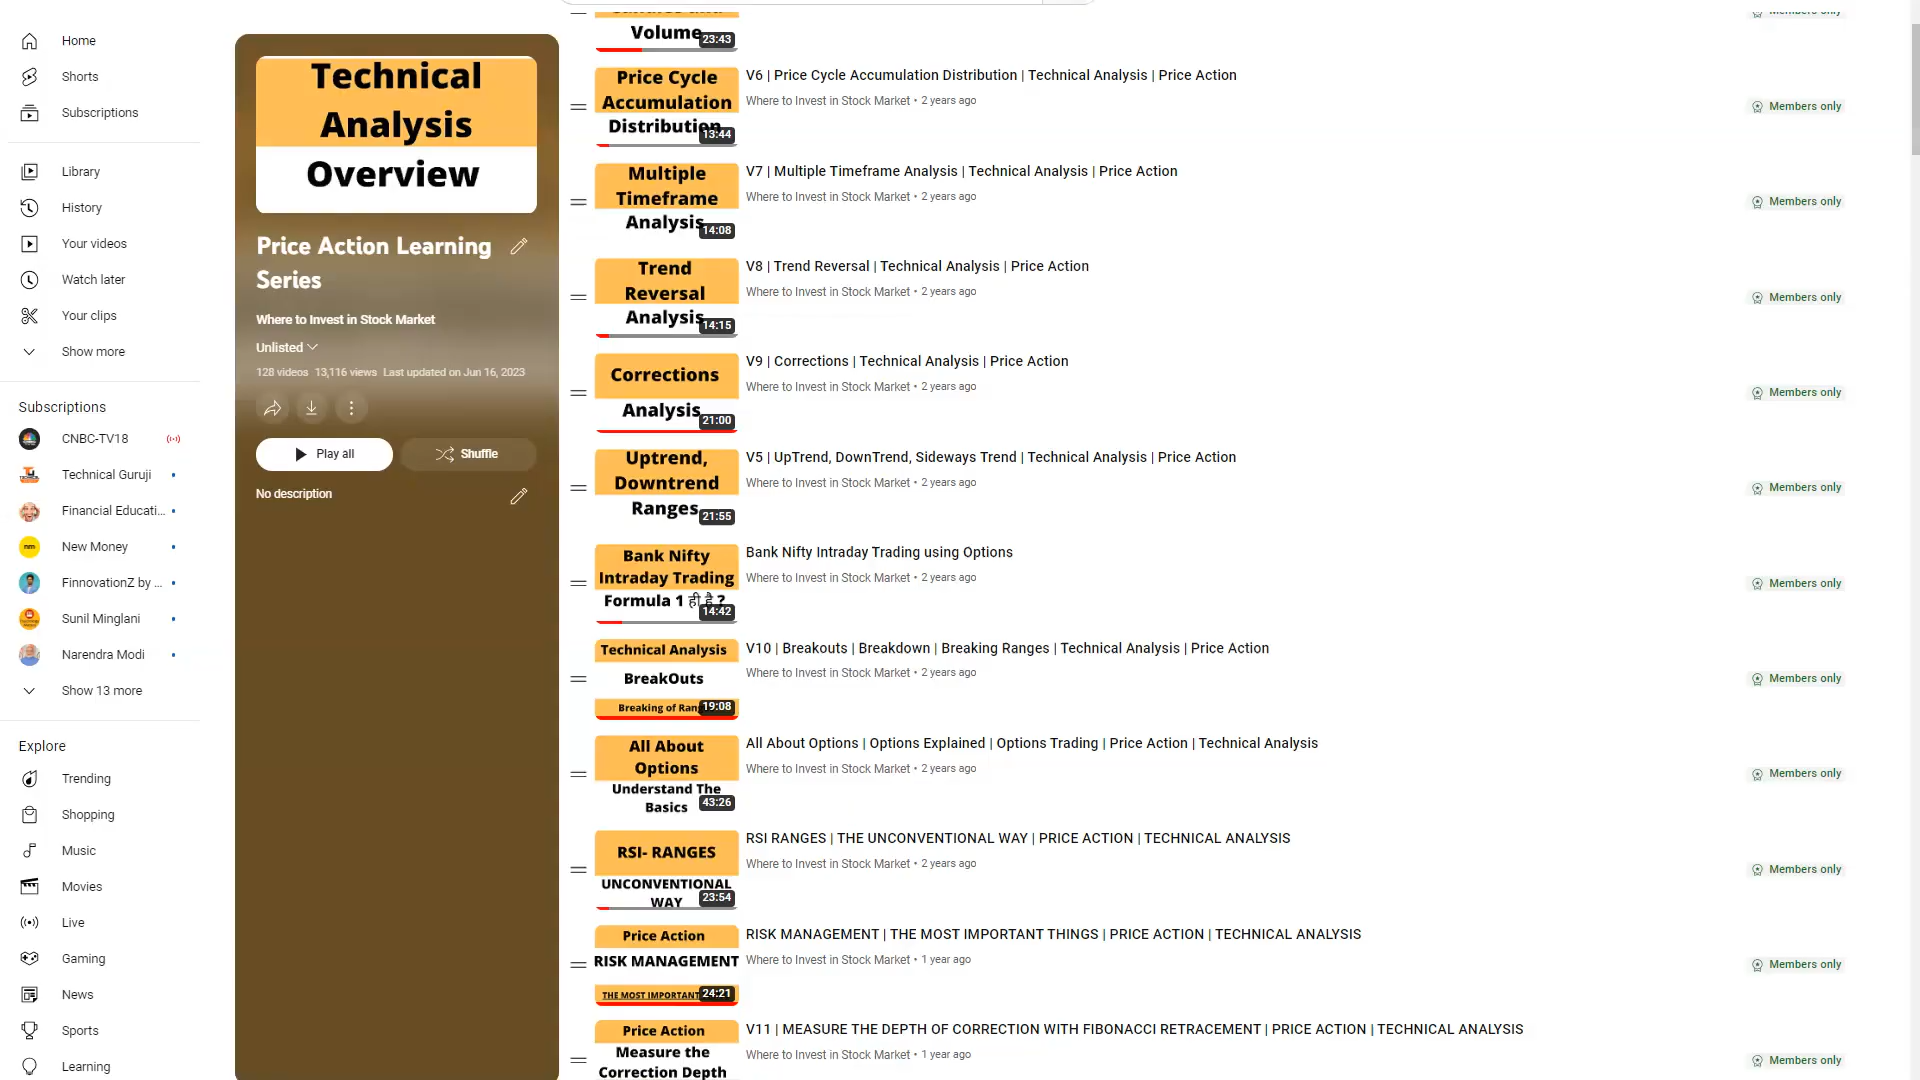 Home
Shorts
Subscriptions
Library
History
Your videos
Watch later
Your clips
Show more
Subscriptions
CNBC-TV18
Technical Guruji
Financial Educati...
New Money
FinnovationZ by ...
Sunil Minglani
Narendra Modi
Show 13 more
Explore
Trending
Shopping
Music
Movies
Live
Gaming
News
Sports
Learning
Technical
Analysis
Overview
Price Action Learning
Series
Where to Invest in Stock Market
Unlisted
128 videos 13,116 views Last updated on Jun 16, 2023
Play all
Shuffle
No description
Volume
23:43
Members only
Price Cycle
Accumulation
Distribution
13:44
V6 | Price Cycle Accumulation Distribution | Technical Analysis | Price Action
Where to Invest in Stock Market • 2 years ago
Members only
Multiple
Timeframe
Analysis
14:08
V7 | Multiple Timeframe Analysis | Technical Analysis | Price Action
Where to Invest in Stock Market • 2 years ago
Members only
Trend
Reversal
Analysis
14:15
V8 | Trend Reversal | Technical Analysis | Price Action
Where to Invest in Stock Market • 2 years ago
Members only
Corrections
Analysis
21:00
V9 | Corrections | Technical Analysis | Price Action
Where to Invest in Stock Market • 2 years ago
Members only
Uptrend,
Downtrend
Ranges
21:55
V5 | UpTrend, DownTrend, Sideways Trend | Technical Analysis | Price Action
Where to Invest in Stock Market • 2 years ago
Members only
Bank Nifty
Intraday Trading
Formula 1 ही है ?
14:42
Bank Nifty Intraday Trading using Options
Where to Invest in Stock Market • 2 years ago
Members only
Technical Analysis
BreakOuts
Breaking of Ran
19:08
V10 | Breakouts | Breakdown | Breaking Ranges | Technical Analysis | Price Action
Where to Invest in Stock Market • 2 years ago
Members only
All About
Options
Understand The
Basics
43:26
All About Options | Options Explained | Options Trading | Price Action | Technical Analysis
Where to Invest in Stock Market • 2 years ago
Members only
RSI- RANGES
UNCONVENTIONAL
WAY
23:54
RSI RANGES | THE UNCONVENTIONAL WAY | PRICE ACTION | TECHNICAL ANALYSIS
Where to Invest in Stock Market • 2 years ago
Members only
Price Action
RISK MANAGEMENT
THE MOST IMPORTANT
24:21
RISK MANAGEMENT | THE MOST IMPORTANT THINGS | PRICE ACTION | TECHNICAL ANALYSIS
Where to Invest in Stock Market • 1 year ago
Members only
Price Action
Measure the
Correction Depth
V11 | MEASURE THE DEPTH OF CORRECTION WITH FIBONACCI RETRACEMENT | PRICE ACTION | TECHNICAL ANALYSIS
Where to Invest in Stock Market • 1 year ago
Members only